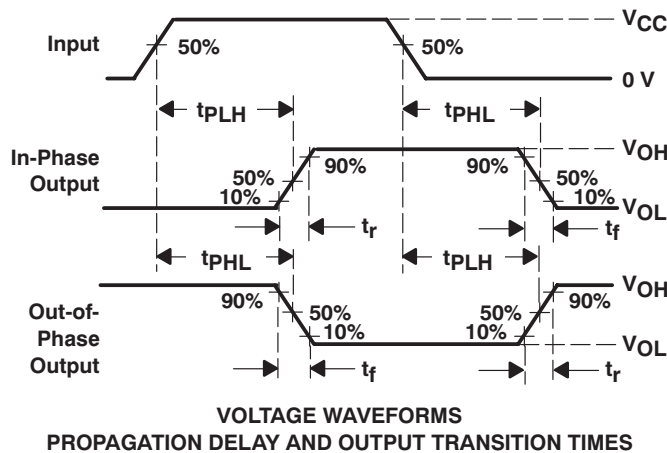 VCC
Input
50%
50%
0 V
tPLH
tPHL
VOH
In-Phase
Output
90%
90%
50%
50%
10%
10%
VOL
tr
tf
tPHL
tPLH
VOH
90%
90%
Out-of-
Phase
Output
50%
50%
10%
10%
VOL
tf
tr
VOLTAGE WAVEFORMS
PROPAGATION DELAY AND OUTPUT TRANSITION TIMES